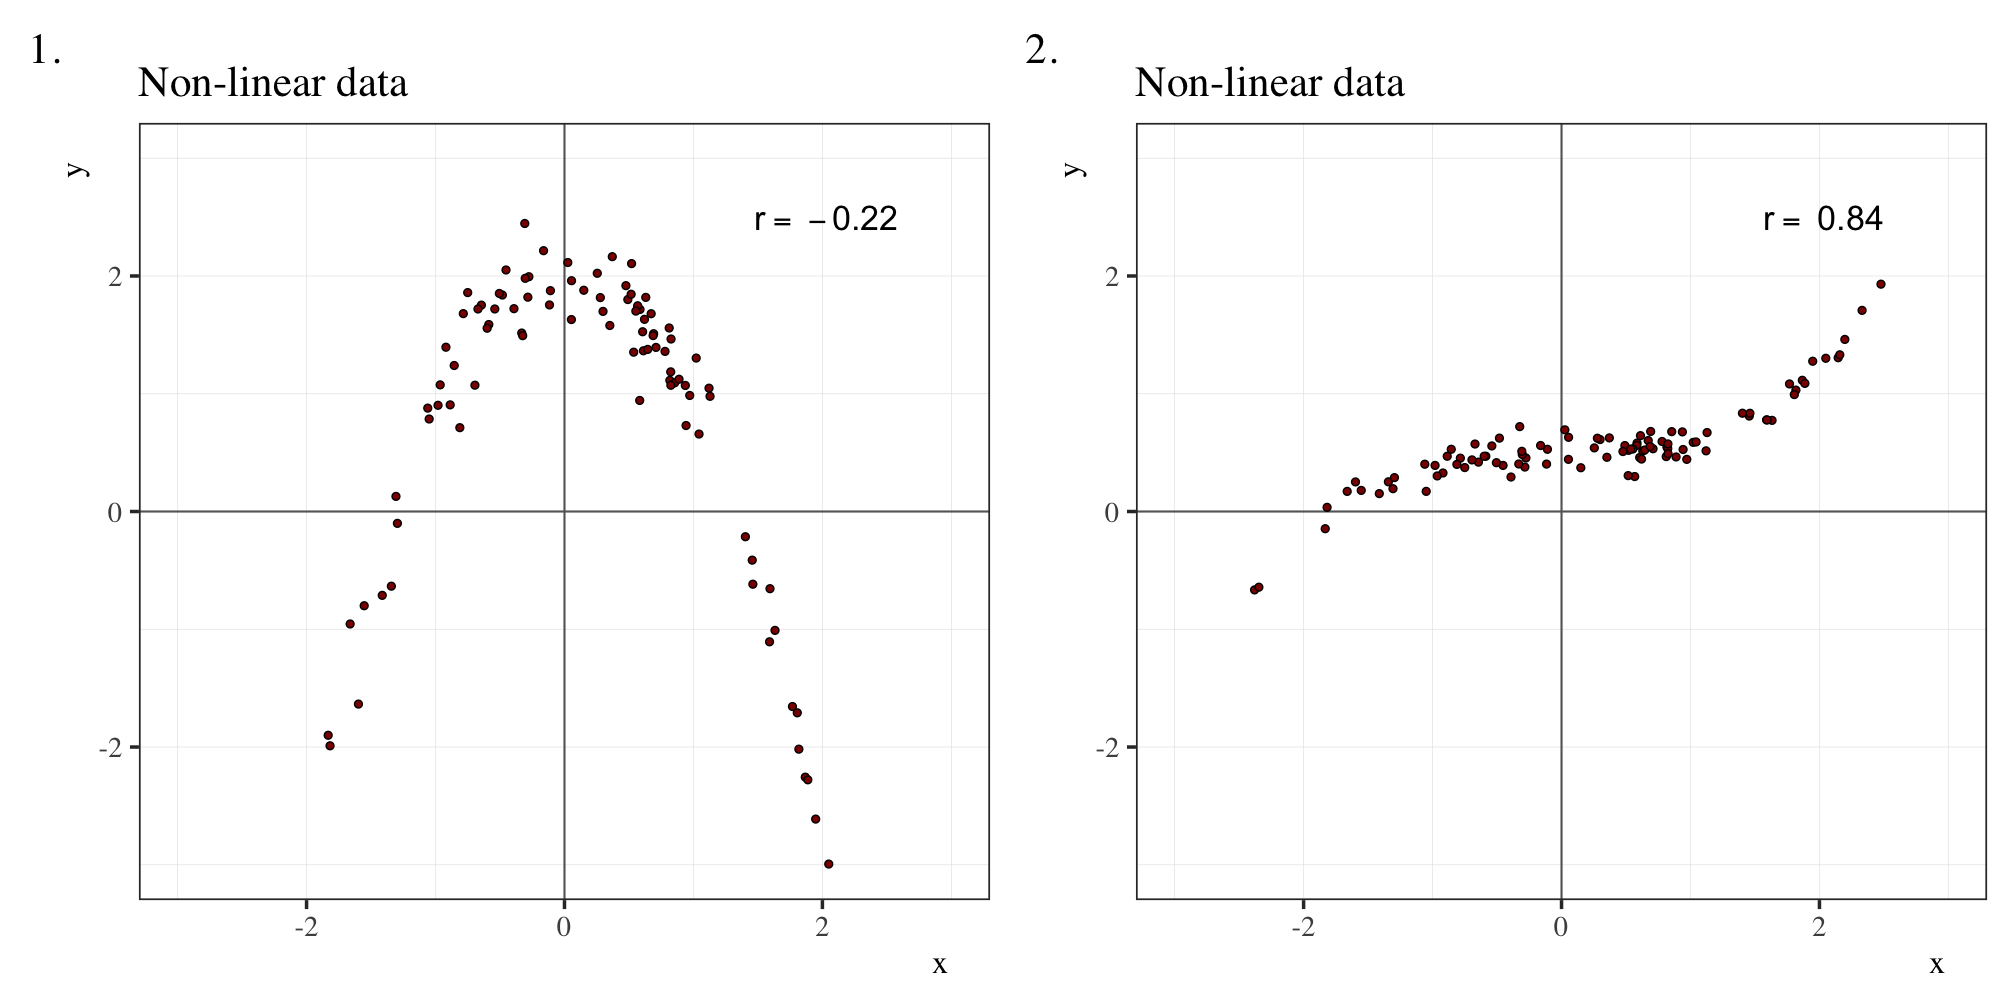 1.
Non-linear data
y
r = −0.22
2
0
-2
-2 0 2
x
2.
Non-linear data
y
r = 0.84
2
0
-2
-2 0 2
x